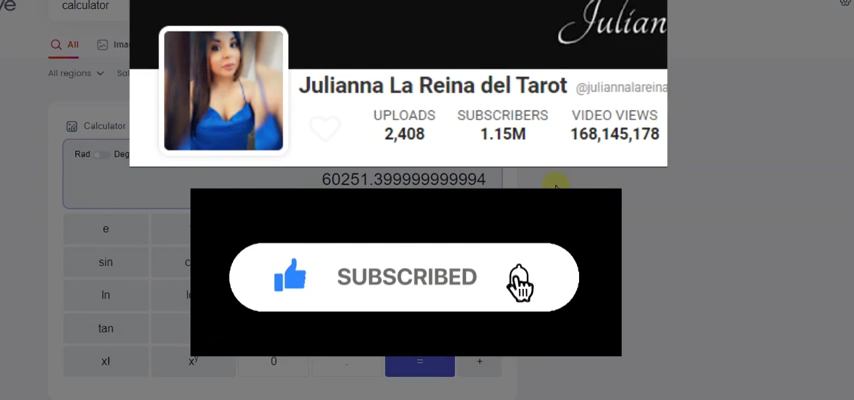 calculator
Julian
All
All regions
Julianna La Reina del Tarot @juliannalareina
UPLOADS SUBSCRIBERS VIDEO VIEWS
2,408 1.15M 168,145,178
Calculator
Rad Deg
60251.399999999994
e
sin
SUBSCRIBED
ln
tan
x! xʸ 0 . = +